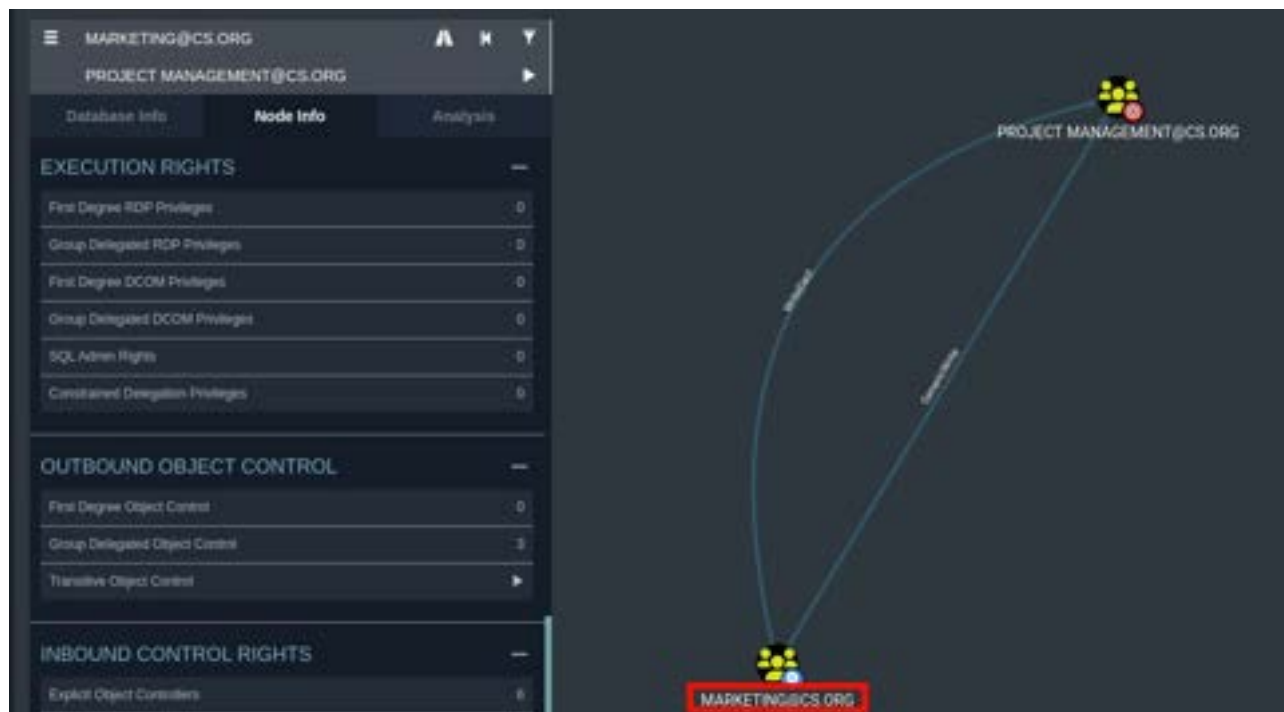 MARKETING@CS.ORG
PROJECT MANAGEMENT@CS.ORG
Database Info Node Info Analysis
EXECUTION RIGHTS
First Degree RDP Privileges 0
Group Delegated RDP Privileges 0
First Degree DCOM Privileges 0
Group Delegated DCOM Privileges 0
SQL Admin Rights 0
Constrained Delegation Privileges 0
OUTBOUND OBJECT CONTROL
First Degree Object Control 0
Group Delegated Object Control 3
Transitive Object Control
INBOUND CONTROL RIGHTS
Explicit Object Controllers 6
PROJECT MANAGEMENT@CS.ORG
WriteDacl
GenericWrite
MARKETING@CS.ORG